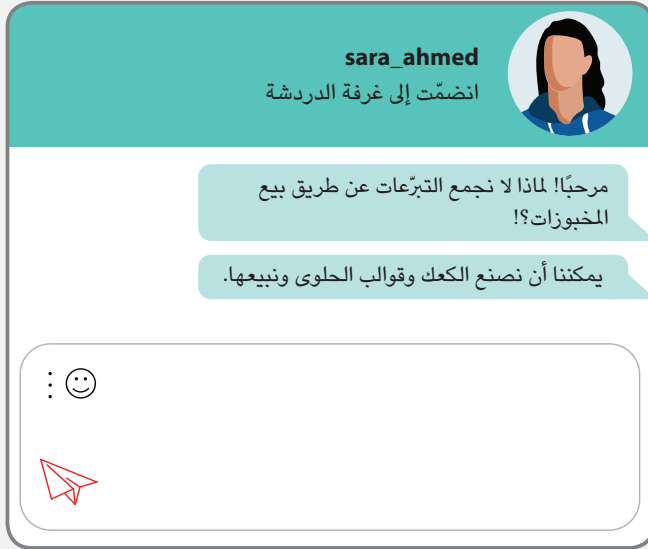 sara_ahmed
انضمّت إلى غرفة الدردشة
مرحبًا! لماذا لا نجمع التبرّعات عن طريق بيع
المخبوزات؟!
يمكننا أن نصنع الكعك وقوالب الحلوى ونبيعها.